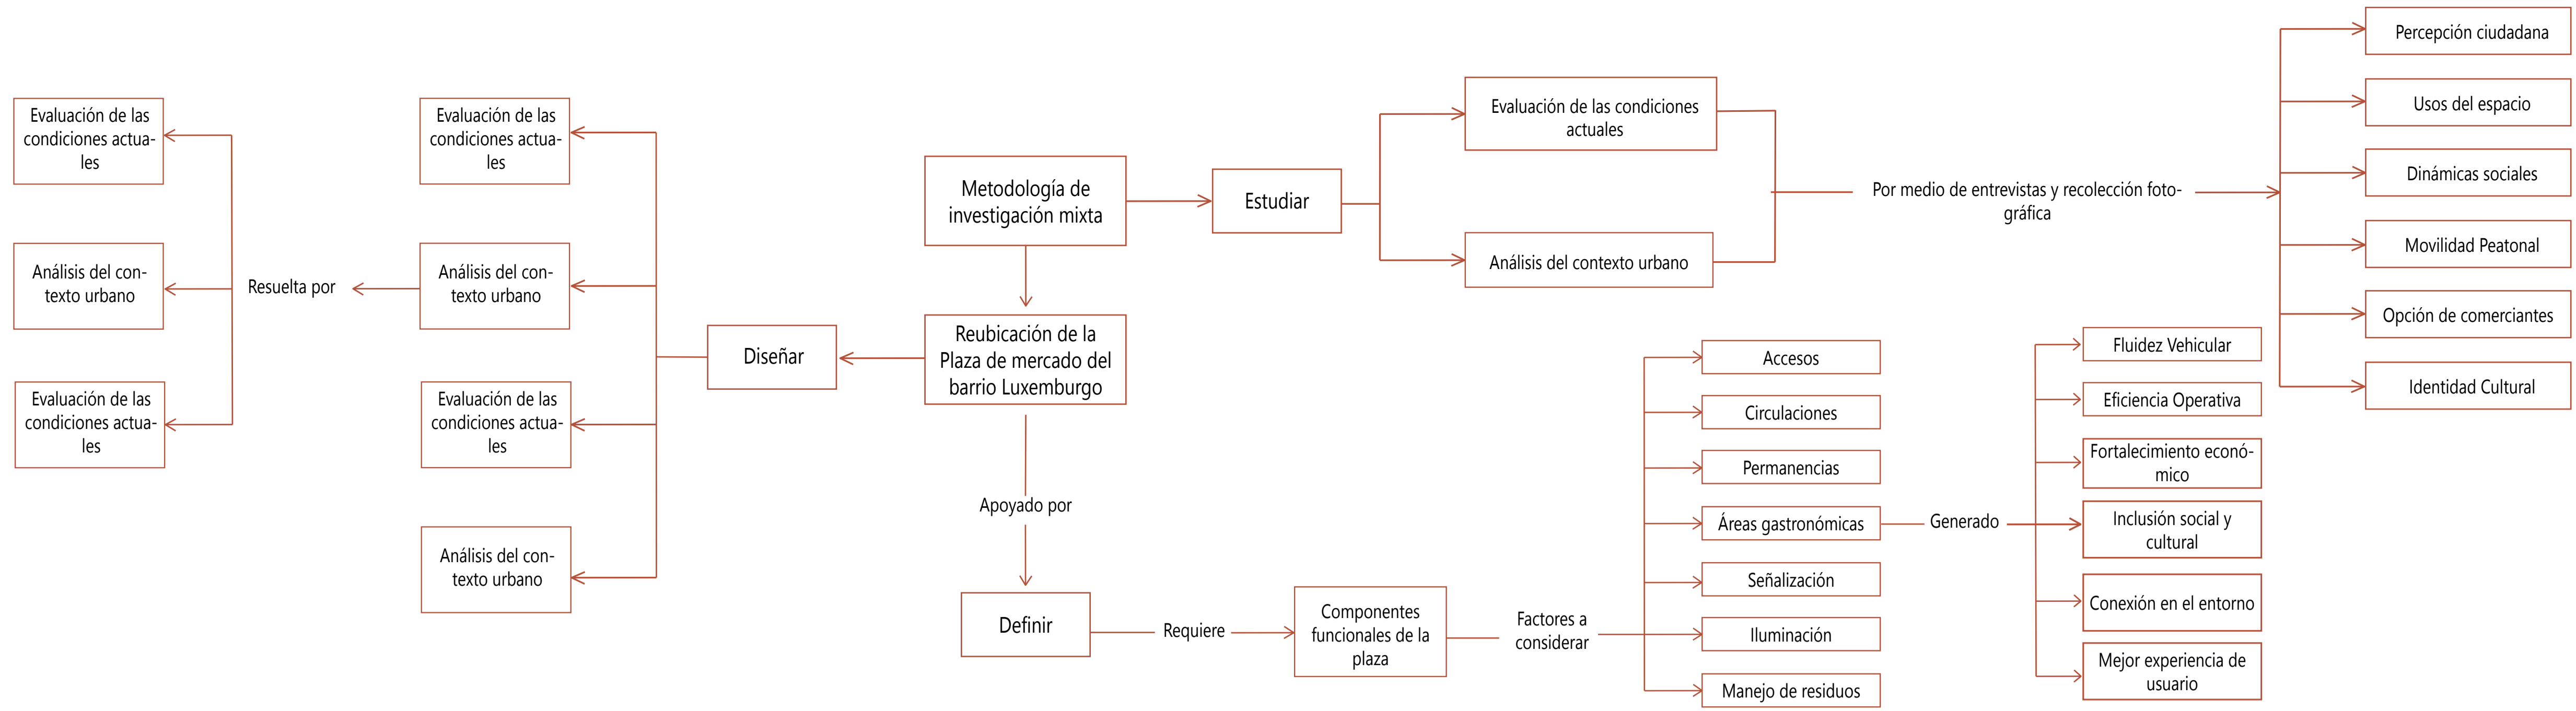 Evaluación de las
condiciones actua-
les
Análisis del con-
texto urbano
Evaluación de las
condiciones actua-
les
Resuelta por
Evaluación de las
condiciones actua-
les
Análisis del con-
texto urbano
Evaluación de las
condiciones actua-
les
Análisis del con-
texto urbano
Diseñar
Metodología de
investigación mixta
Reubicación de la
Plaza de mercado del
barrio Luxemburgo
Apoyado por
Definir
Requiere
Componentes
funcionales de la
plaza
Factores a
considerar
Accesos
Circulaciones
Permanencias
Áreas gastronómicas
Señalización
Iluminación
Manejo de residuos
Generado
Fluidez Vehicular
Eficiencia Operativa
Fortalecimiento econó-
mico
Inclusión social y
cultural
Conexión en el entorno
Mejor experiencia de
usuario
Estudiar
Evaluación de las condiciones
actuales
Análisis del contexto urbano
Por medio de entrevistas y recolección foto-
gráfica
Percepción ciudadana
Usos del espacio
Dinámicas sociales
Movilidad Peatonal
Opción de comerciantes
Identidad Cultural